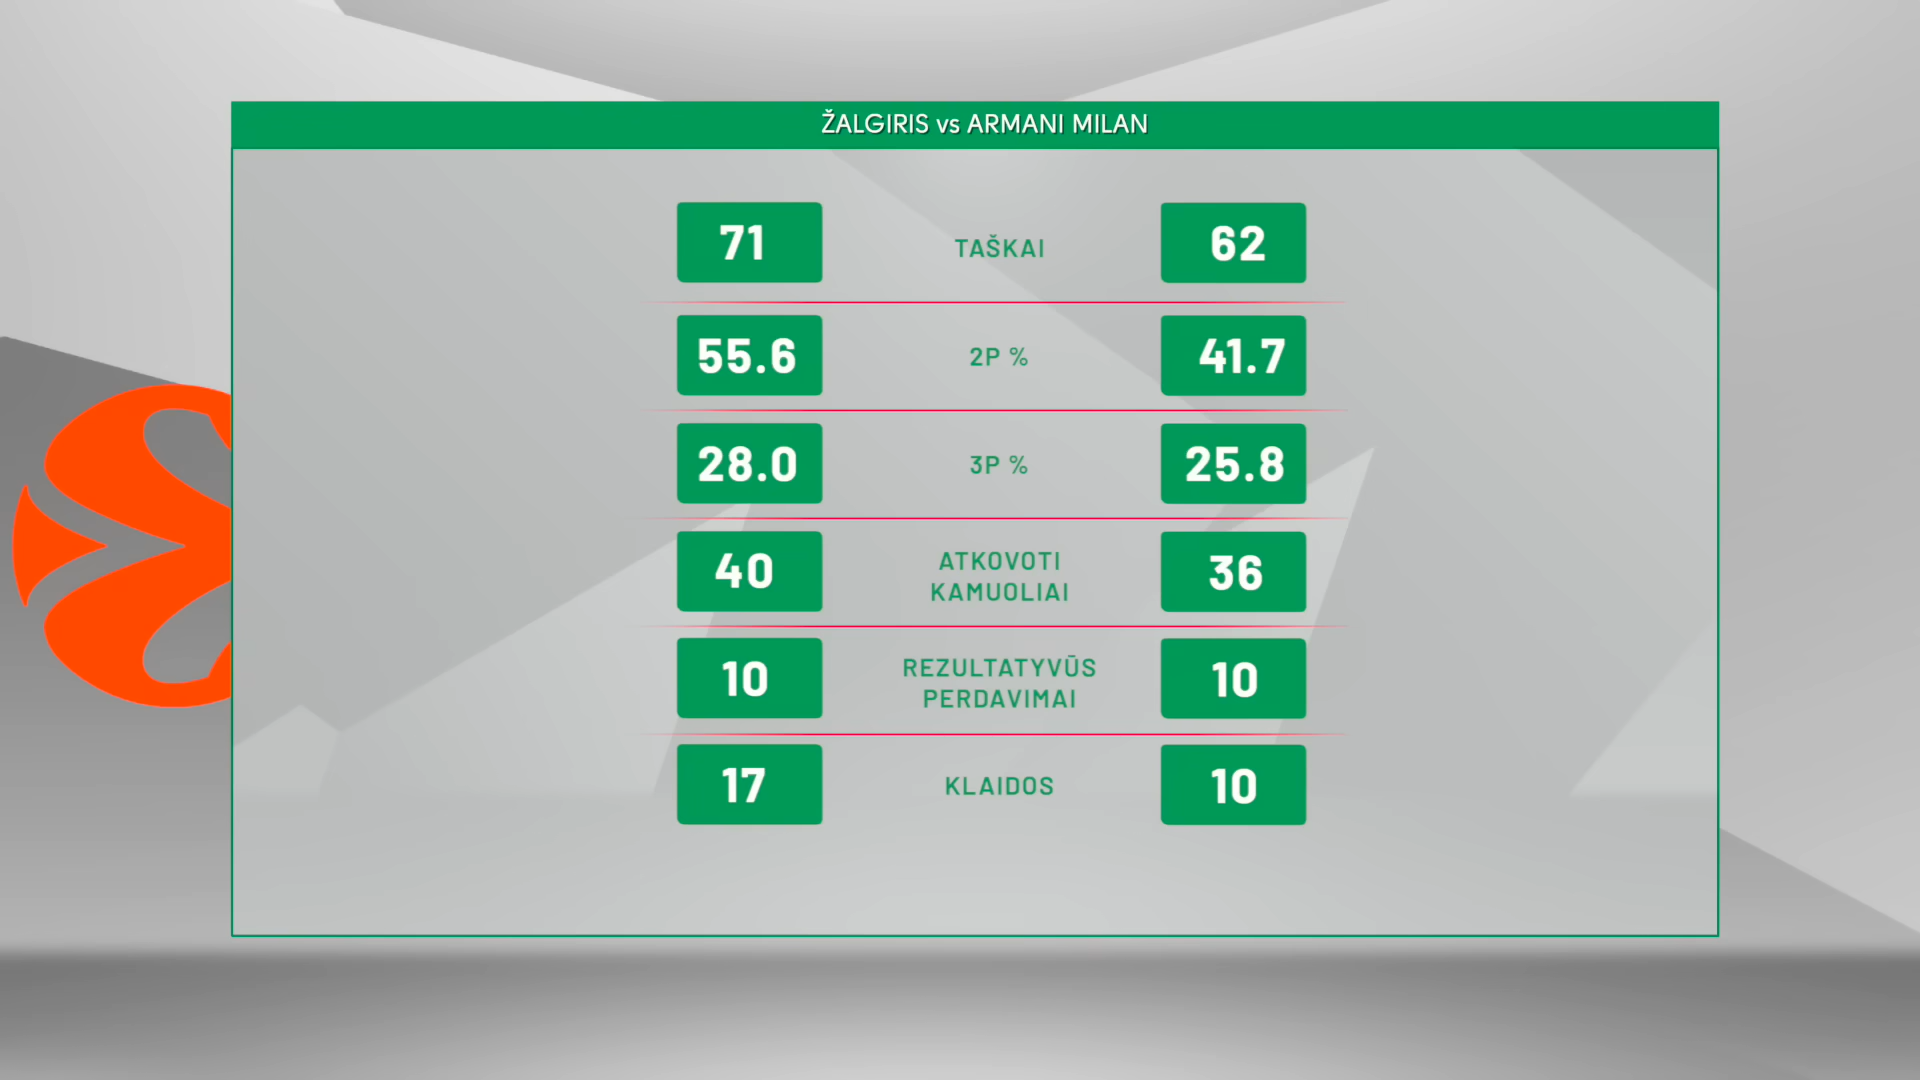 ŽALGIRIS vs ARMANI MILAN
71 TAŠKAI 62
55.6 2P % 41.7
28.0 3P % 25.8
40 ATKOVOTI KAMUOLIAI 36
10 REZULTATYVŪS PERDAVIMAI 10
17 KLAIDOS 10